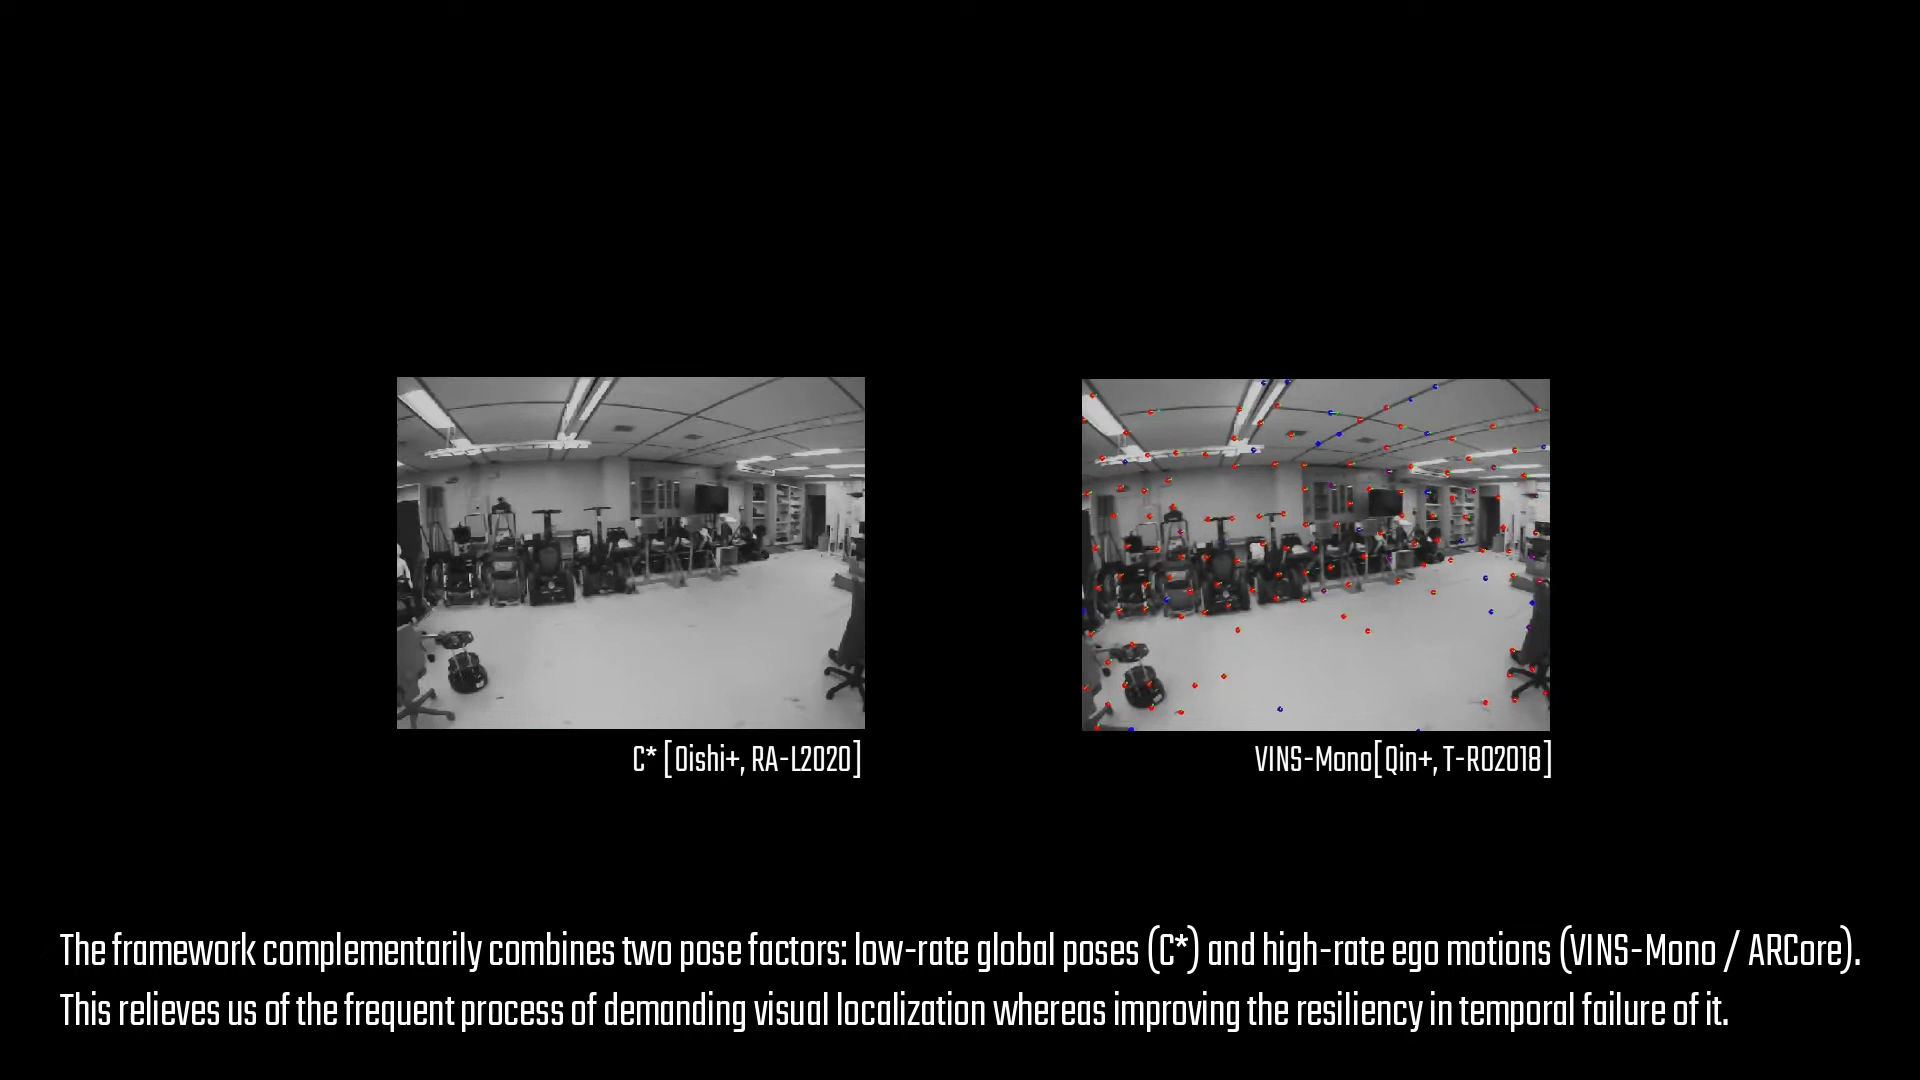 C* [Oishi+, RA-L2020]
VINS-Mono[Qin+, T-RO2018]
The framework complementarily combines two pose factors: low-rate global poses (C*) and high-rate ego motions (VINS-Mono / ARCore).
This relieves us of the frequent process of demanding visual localization whereas improving the resiliency in temporal failure of it.